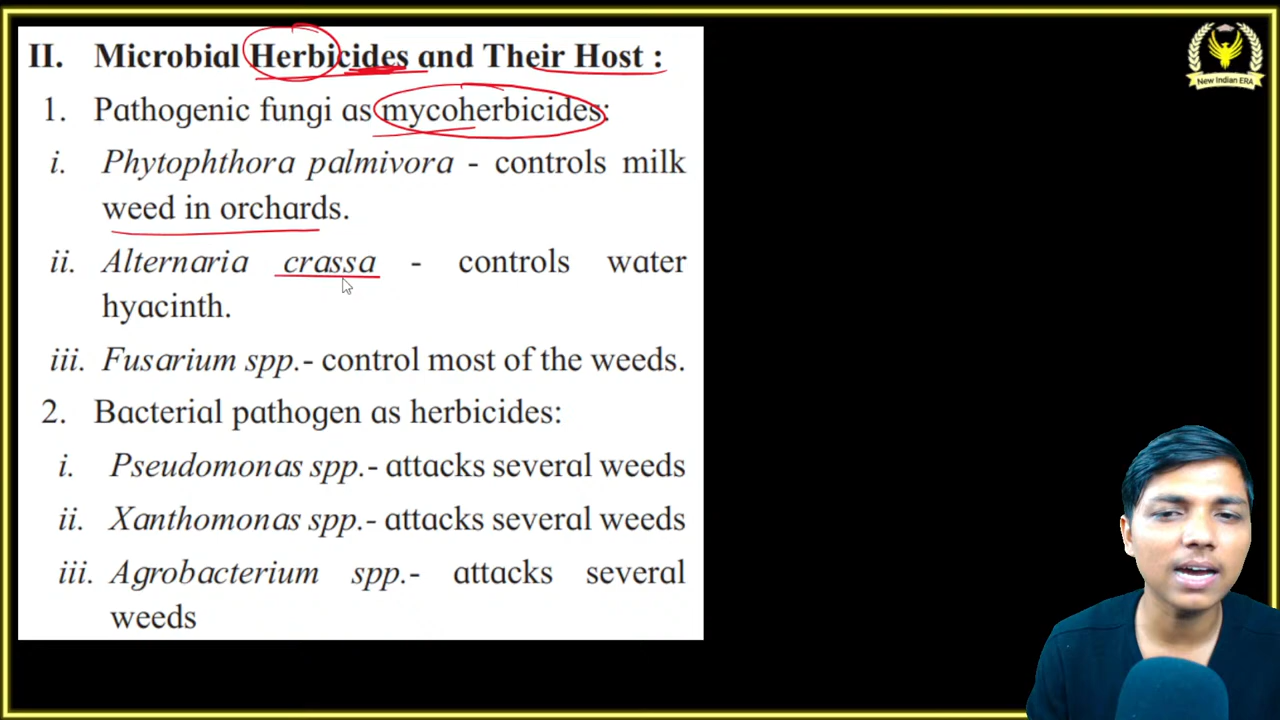 II. Microbial Herbicides and Their Host :
1. Pathogenic fungi as mycoherbicides:
i. Phytophthora palmivora - controls milk
weed in orchards.
ii. Alternaria crassa - controls water
hyacinth.
iii. Fusarium spp.- control most of the weeds.
2. Bacterial pathogen as herbicides:
i. Pseudomonas spp.- attacks several weeds
ii. Xanthomonas spp.- attacks several weeds
iii. Agrobacterium spp.- attacks several
weeds
New Indian ERA